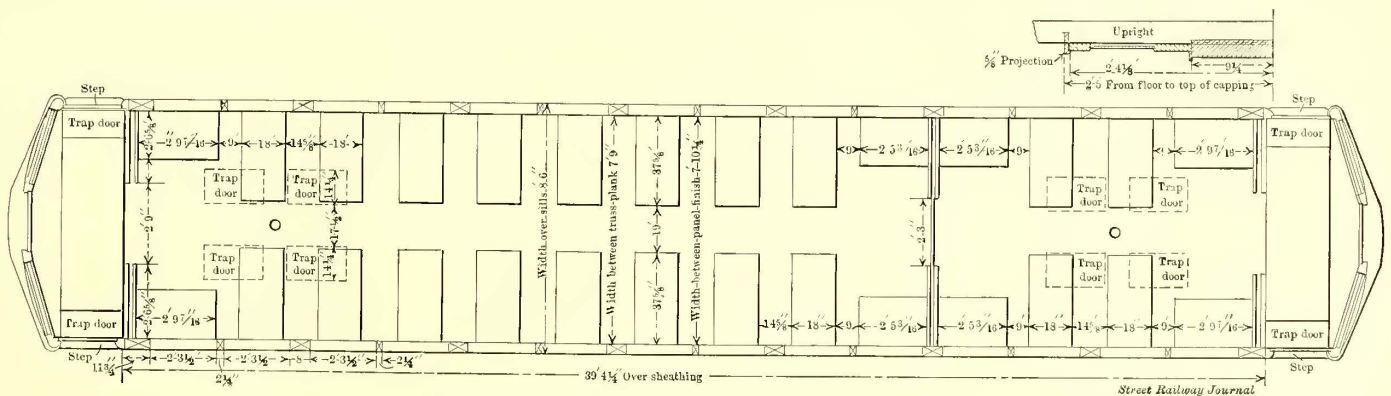 Upright
5/8" Projection
2'4 1/8"
9 1/4
2'5 From floor to top of capping
Step
Step
Trap door
Trap door
2'6 5/8"
2'9 7/16"
9"
18"
14 5/8"
18"
9"
2'5 3/16"
2'5 3/16"
9"
9"
2'9 7/16"
Trap door
Trap door
14 1/4"
Trap door
Trap door
2'9"
17 1/2"
Width over sills 8'6"
Width between truss-plank 7'9"
37 5/8"
19"
37 5/8"
Width-between-panel-finish-7'-10 1/4"
2'.3"
Trap door
Trap door
14 1/4"
Trap door
Trap door
2'6 5/8"
2'9 7/16"
14 5/8"
18"
9"
2'5 3/16"
2'5 3/16"
9"
18"
14 5/8
18"
9"
2'9 7/16"
Trap door
Trap door
Step
11 3/4"
2'3 1/2"
2 1/4"
2'3 1/2"
8"
2'3 1/2"
2 1/4"
39'4 1/2" Over sheathing
Step
Street Railway Journal